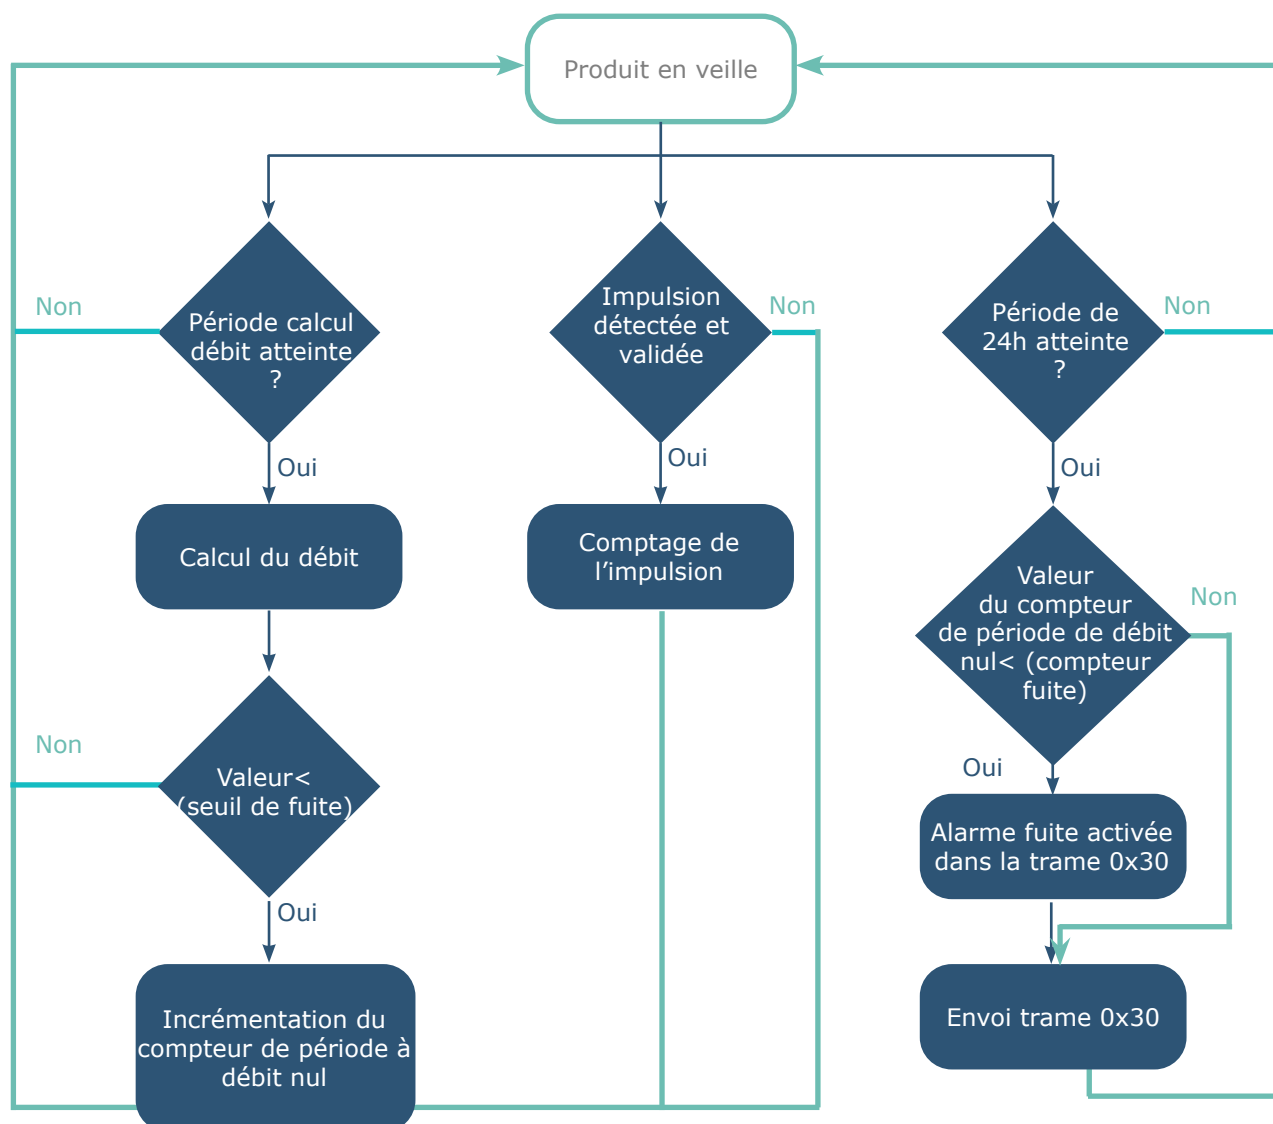 Produit en veille
Non
Période calcul
débit atteinte
?
Impulsion
détectée et
validée
Non
Période de
24h atteinte
?
Non
Oui
Oui
Oui
Calcul du débit
Comptage de
l’impulsion
Valeur
du compteur
de période de débit
nul< (compteur
fuite)
Non
Non
Valeur<
(seuil de fuite)
Oui
Alarme fuite activée
dans la trame 0x30
Oui
Incrémentation du
compteur de période à
débit nul
Envoi trame 0x30